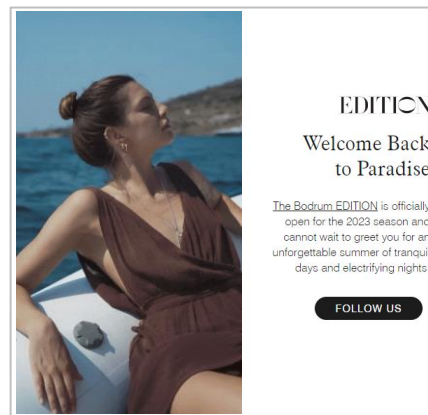 EDITION
Welcome Back
to Paradise
The Bodrum EDITION is officially
open for the 2023 season and
cannot wait to greet you for an
unforgettable summer of tranqui
days and electrifying nights
FOLLOW US